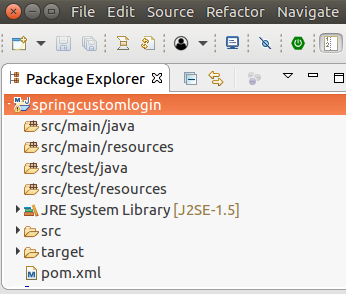 File Edit Source Refactor Navigate
Package Explorer
springcustomlogin
src/main/java
src/main/resources
src/test/java
src/test/resources
JRE System Library [J2SE-1.5]
src
target
pom.xml